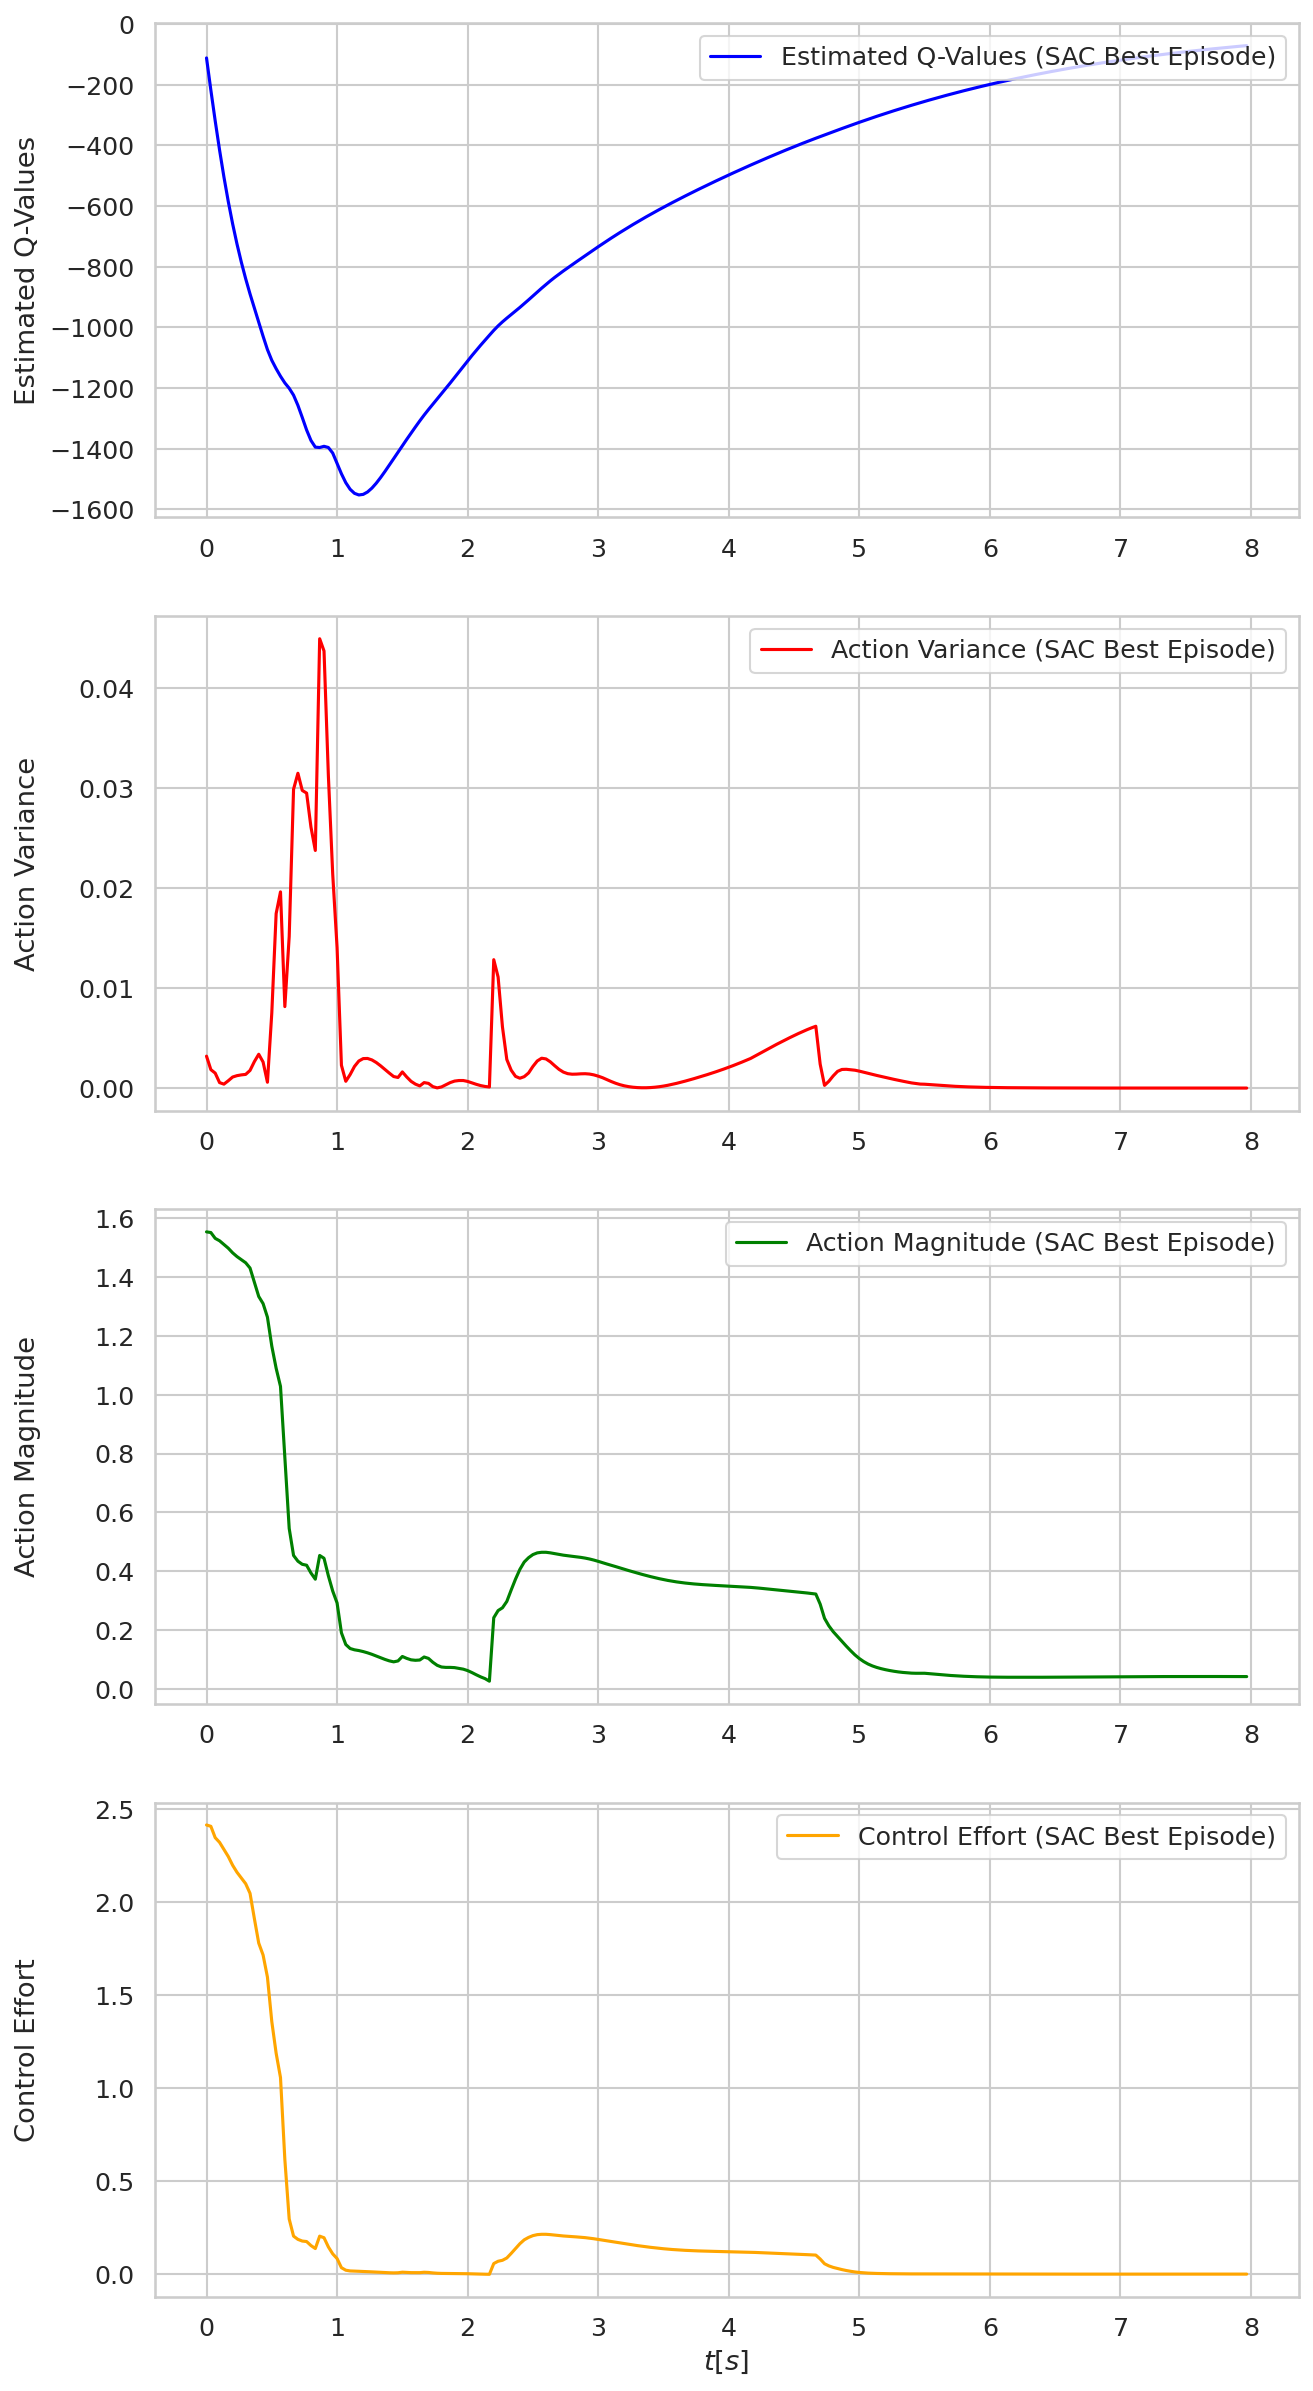 Estimated Q-Values
0
−200
−400
−600
−800
−1000
−1200
−1400
−1600
Estimated Q-Values (SAC Best Episode)
0 1 2 3 4 5 6 7 8
Action Variance
0.04
0.03
0.02
0.01
0.00
Action Variance (SAC Best Episode)
0 1 2 3 4 5 6 7 8
Action Magnitude
1.6
1.4
1.2
1.0
0.8
0.6
0.4
0.2
0.0
Action Magnitude (SAC Best Episode)
0 1 2 3 4 5 6 7 8
Control Effort
2.5
2.0
1.5
1.0
0.5
0.0
Control Effort (SAC Best Episode)
0 1 2 3 4 5 6 7 8
t[s]